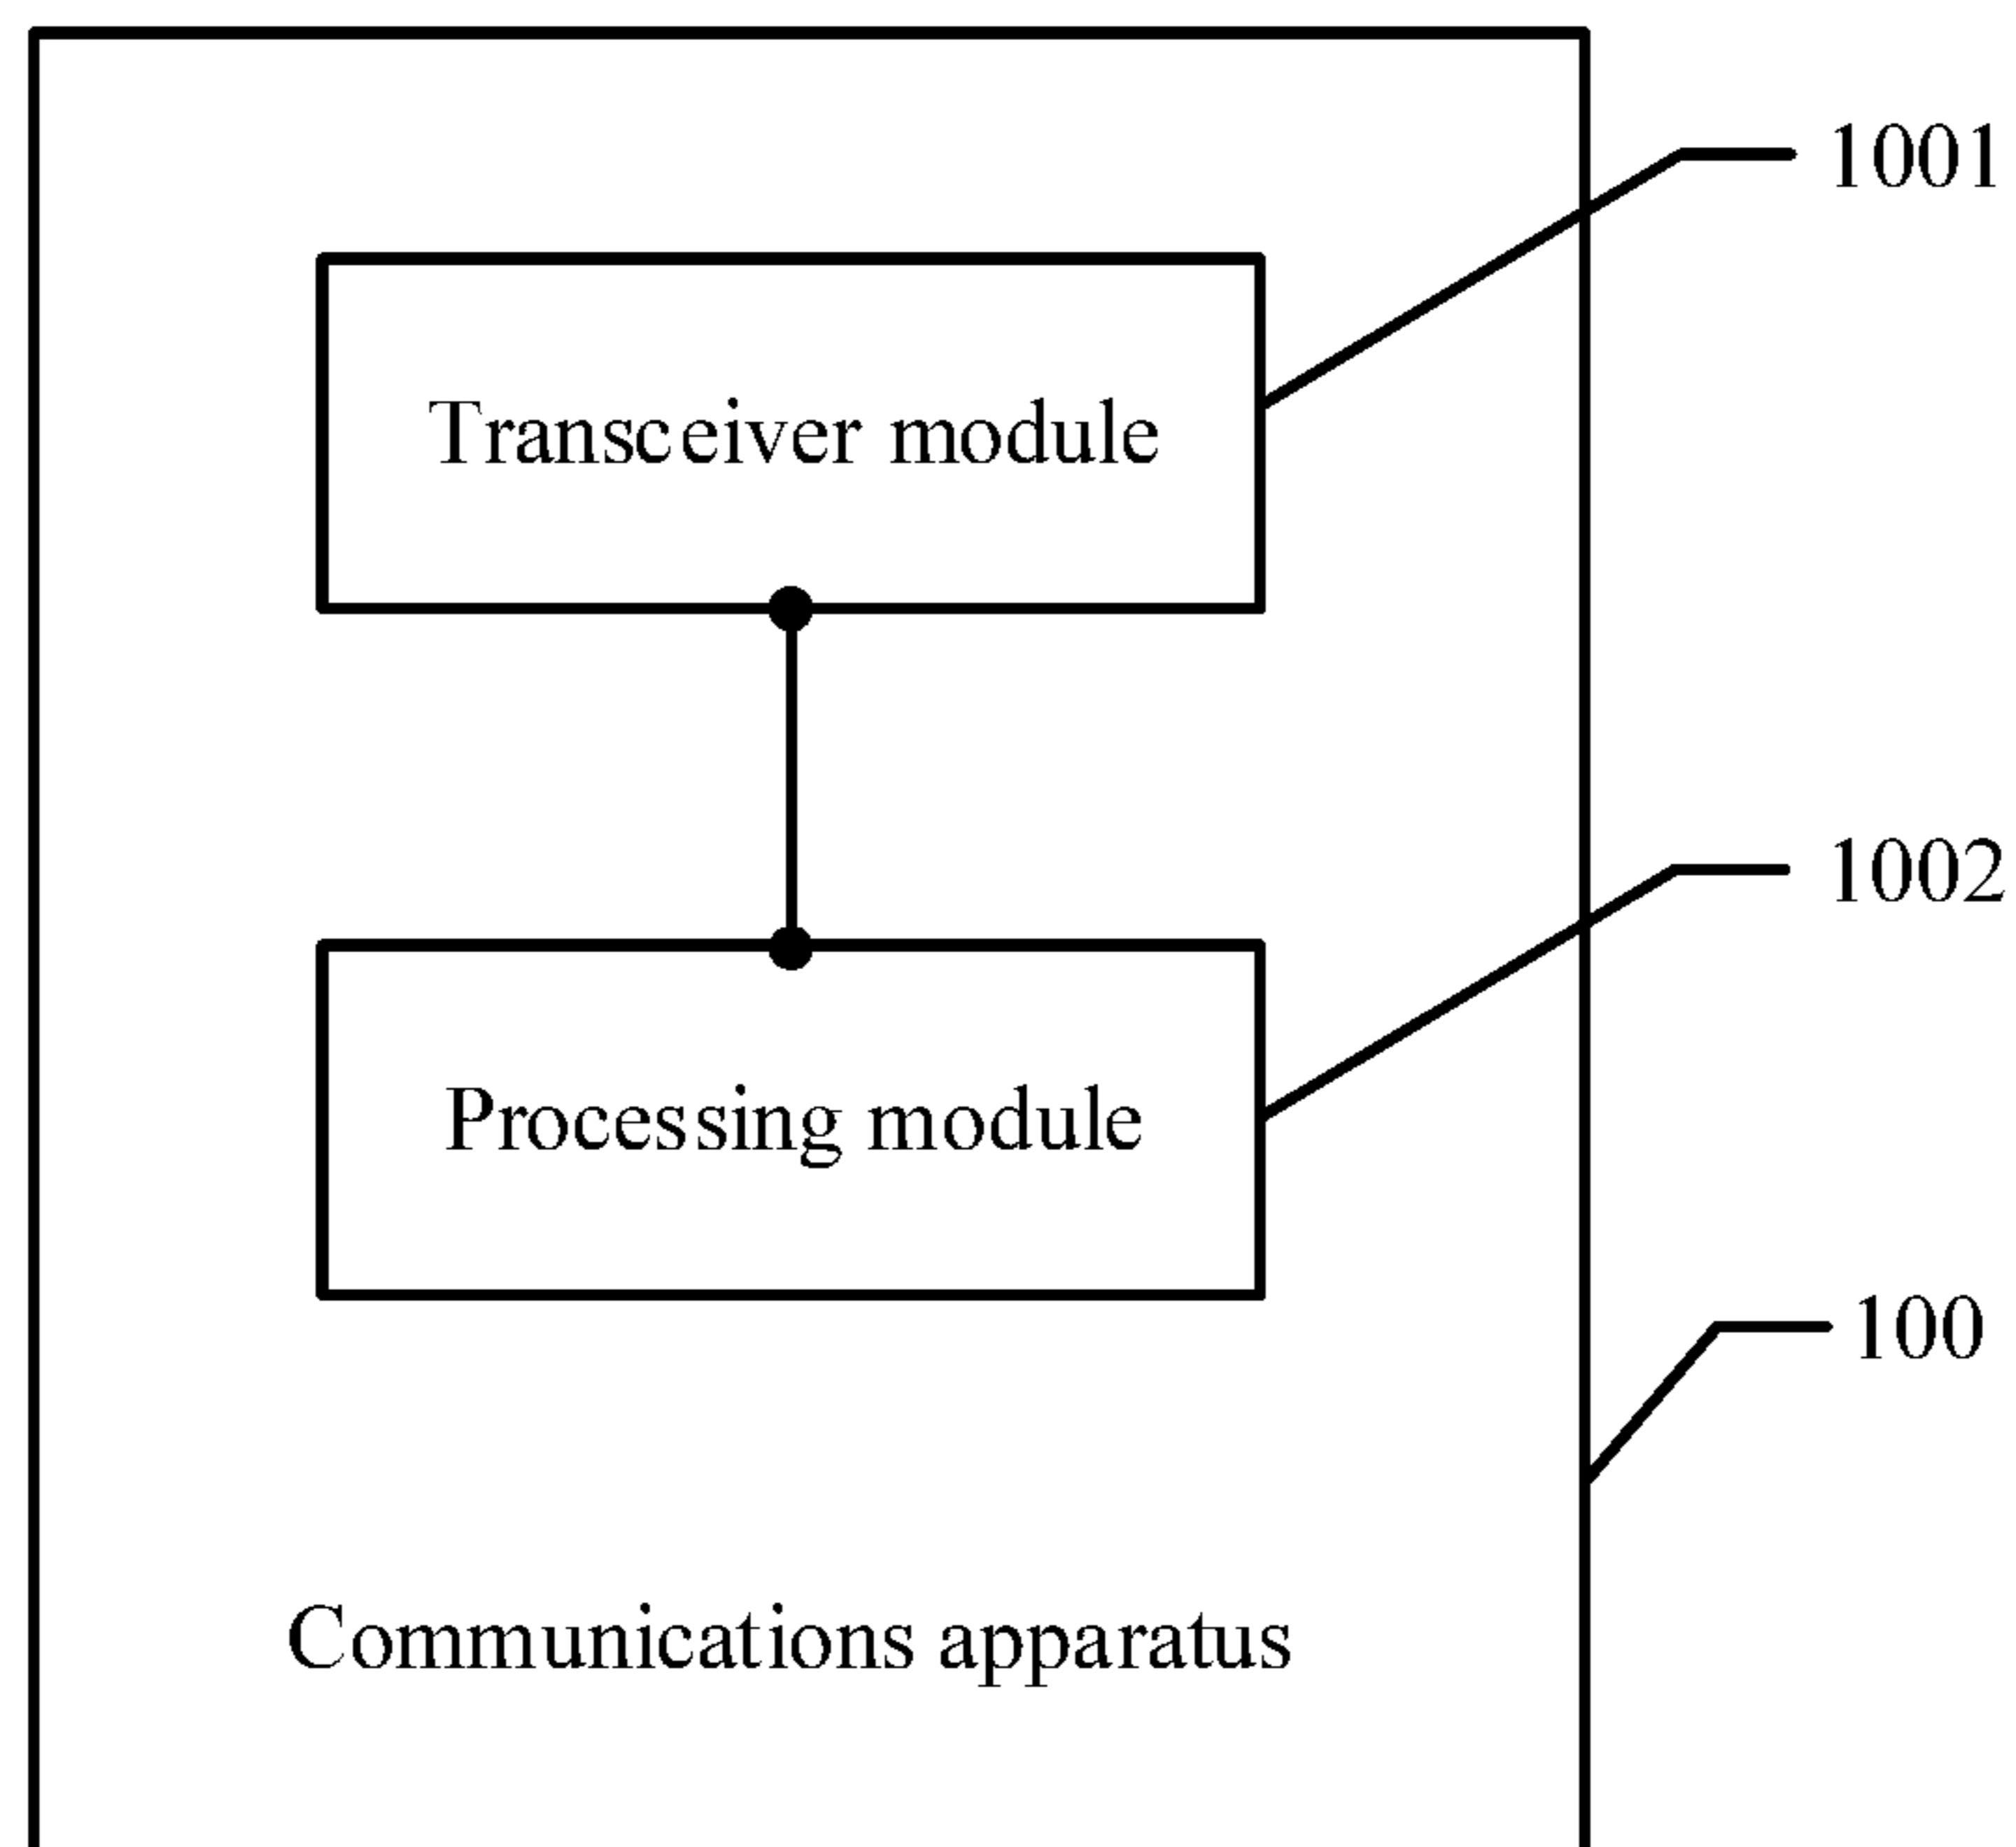 1001
Transceiver module
1002
Processing module
100
Communications apparatus